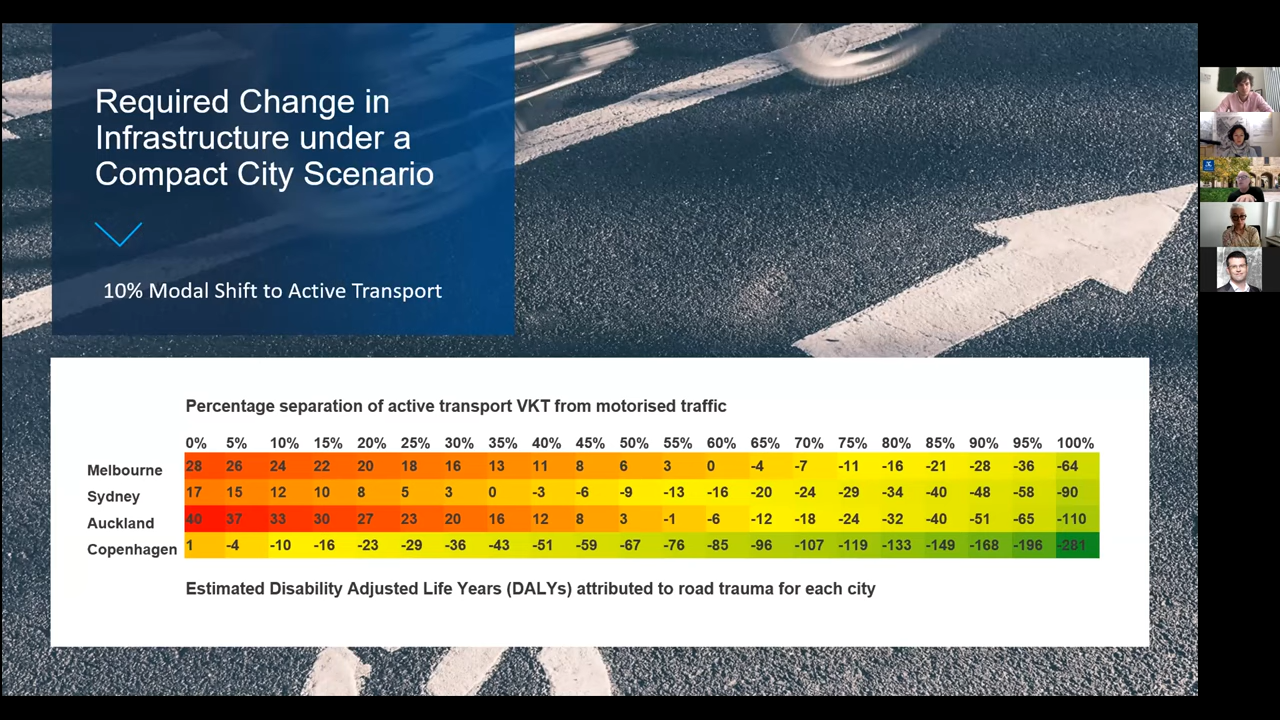 Required Change in
Infrastructure under a
Compact City Scenario
10% Modal Shift to Active Transport
Percentage separation of active transport VKT from motorised traffic
0% 5% 10% 15% 20% 25% 30% 35% 40% 45% 50% 55% 60% 65% 70% 75% 80% 85% 90% 95% 100%
Melbourne 28 26 24 22 20 18 16 13 11 8 6 3 0 -4 -7 -11 -16 -21 -28 -36 -64
Sydney 17 15 12 10 8 5 3 0 -3 -6 -9 -13 -16 -20 -24 -29 -34 -40 -48 -58 -90
Auckland 40 37 33 30 27 23 20 16 12 8 3 -1 -6 -12 -18 -24 -32 -40 -51 -65 -110
Copenhagen 1 -4 -10 -16 -23 -29 -36 -43 -51 -59 -67 -76 -85 -96 -107 -119 -133 -149 -168 -196 -281
Estimated Disability Adjusted Life Years (DALYs) attributed to road trauma for each city